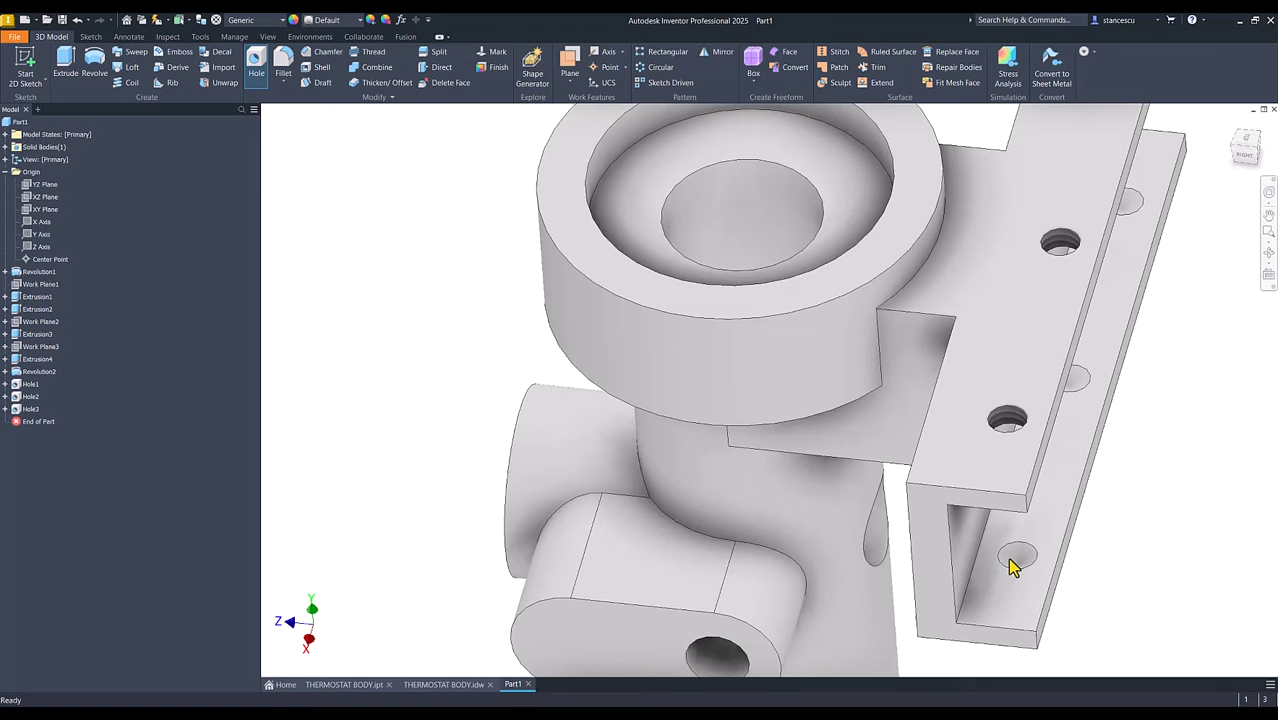 Generic
Default
Autodesk Inventor Professional 2025 Part1
Search Help & Commands...
stancescu
File
3D Model
Sketch
Annotate
Inspect
Tools
Manage
View
Environments
Collaborate
Fusion
Start
2D Sketch
Sketch
Extrude
Revolve
Sweep
Loft
Coil
Emboss
Derive
Rib
Decal
Import
Unwrap
Create
Hole
Fillet
Chamfer
Shell
Draft
Thread
Combine
Thicken/ Offset
Split
Direct
Delete Face
Modify
Mark
Finish
Shape
Generator
Explore
Plane
Axis
Point
UCS
Work Features
Rectangular
Circular
Sketch Driven
Mirror
Pattern
Box
Face
Convert
Create Freeform
Stitch
Patch
Sculpt
Ruled Surface
Trim
Extend
Replace Face
Repair Bodies
Fit Mesh Face
Surface
Stress
Analysis
Simulation
Convert to
Sheet Metal
Convert
Model
Part1
Model States: [Primary]
Solid Bodies(1)
View: [Primary]
Origin
YZ Plane
XZ Plane
XY Plane
X Axis
Y Axis
Z Axis
Center Point
Revolution1
Work Plane1
Extrusion1
Extrusion2
Work Plane2
Extrusion3
Work Plane3
Extrusion4
Revolution2
Hole1
Hole2
Hole3
End of Part
RIGHT
Y
Z
X
Home
THERMOSTAT BODY.ipt
THERMOSTAT BODY.idw
Part1
Ready
1
3